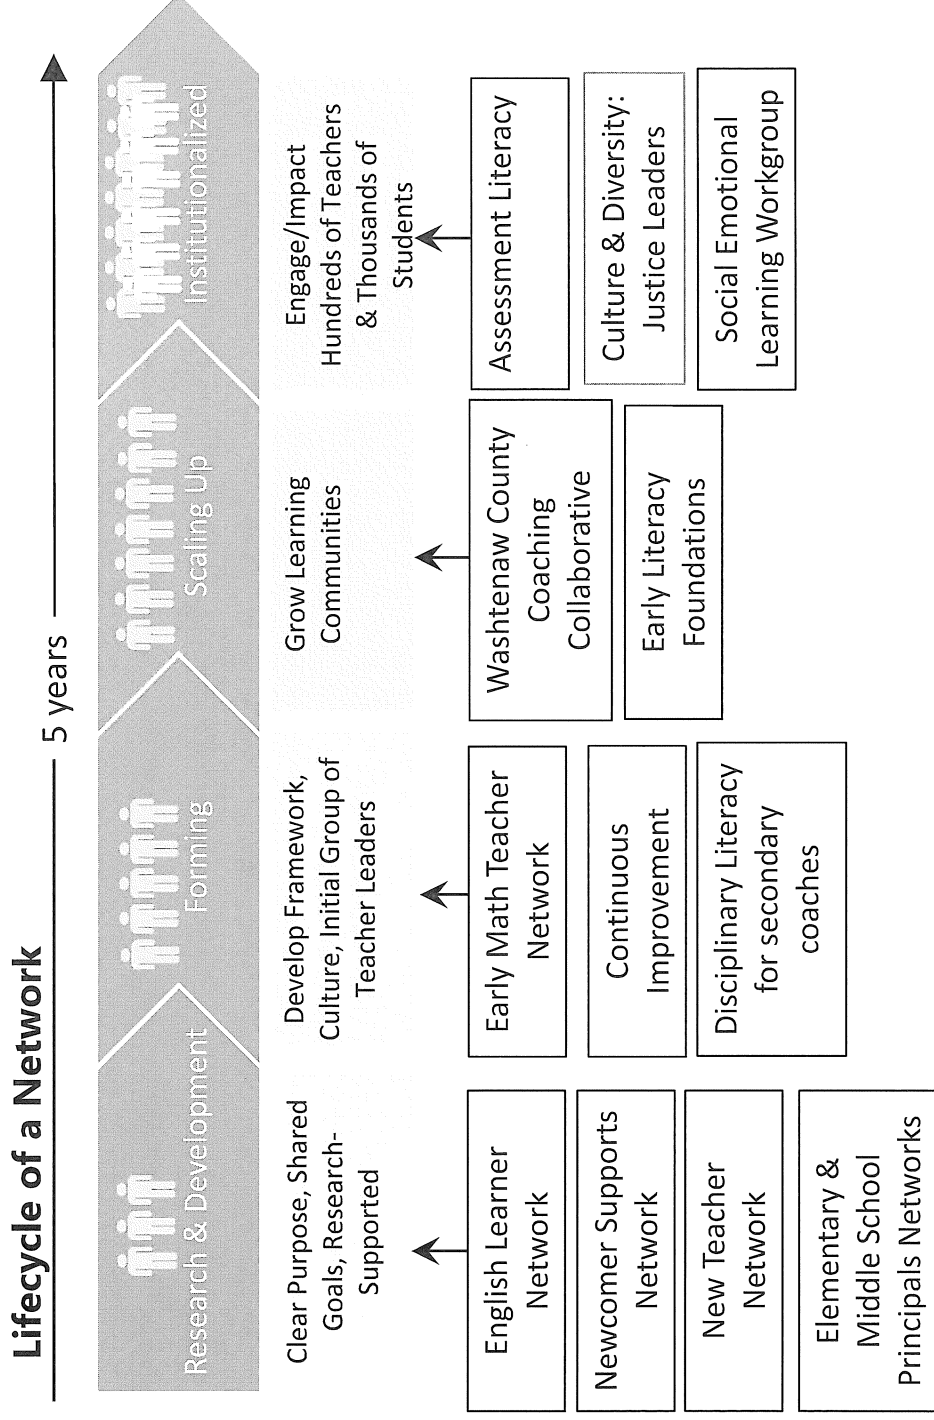 Lifecycle of a Network
5 years
Research & Development
Forming
Scaling Up
Institutionalized
Clear Purpose, Shared
Goals, Research-
Supported
Develop Framework,
Culture, Initial Group of
Teacher Leaders
Grow Learning
Communities
Engage/Impact
Hundreds of Teachers
& Thousands of
Students
English Learner
Network
Newcomer Supports
Network
New Teacher
Network
Elementary &
Middle School
Principals Networks
Early Math Teacher
Network
Continuous
Improvement
Disciplinary Literacy
for secondary
coaches
Washtenaw County
Coaching
Collaborative
Early Literacy
Foundations
Assessment Literacy
Culture & Diversity:
Justice Leaders
Social Emotional
Learning Workgroup